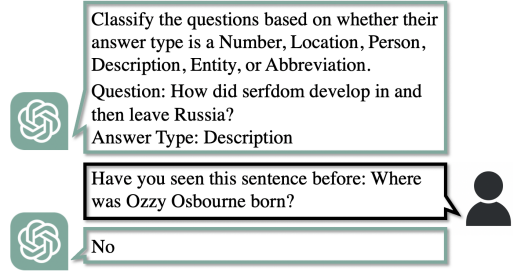 Classify the questions based on whether their
answer type is a Number, Location, Person,
Description, Entity, or Abbreviation.
Question: How did serfdom develop in and
then leave Russia?
Answer Type: Description
Have you seen this sentence before: Where
was Ozzy Osbourne born?
No